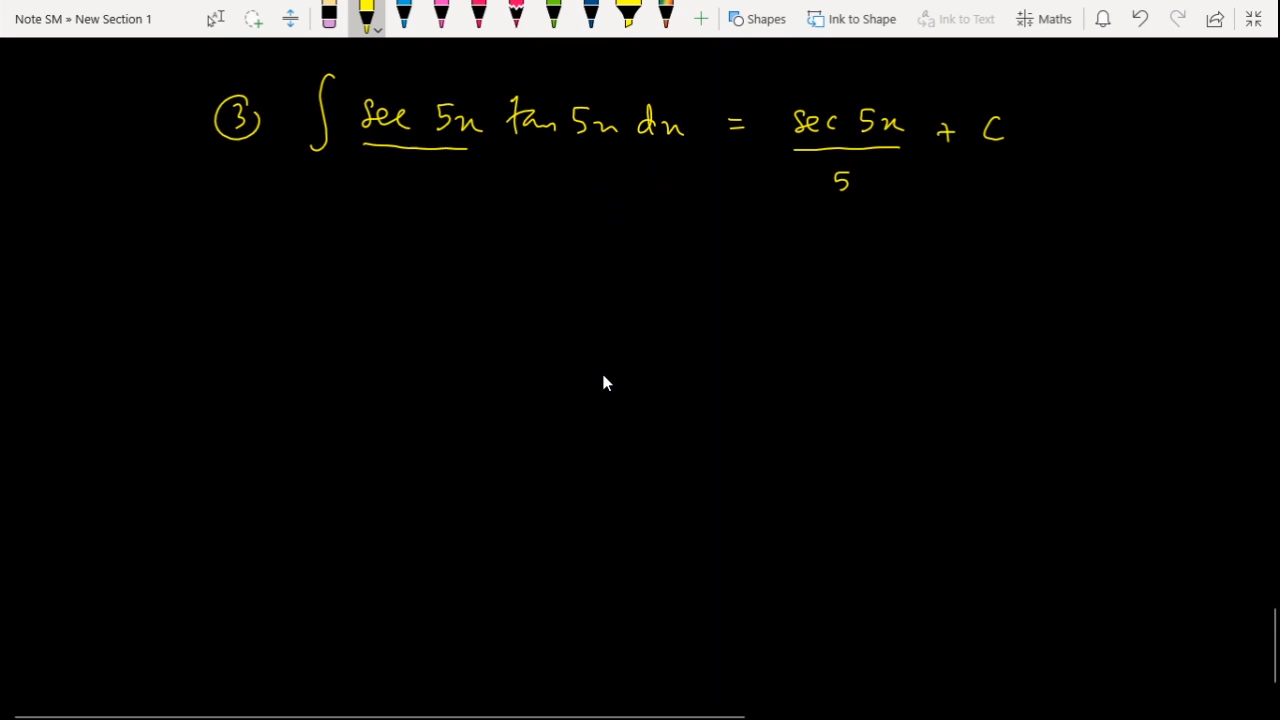 Note SM » New Section 1
Shapes
Ink to Shape
Ink to Text
Maths
③ ∫ sec 5x tan 5x dx = sec 5x / 5 + c